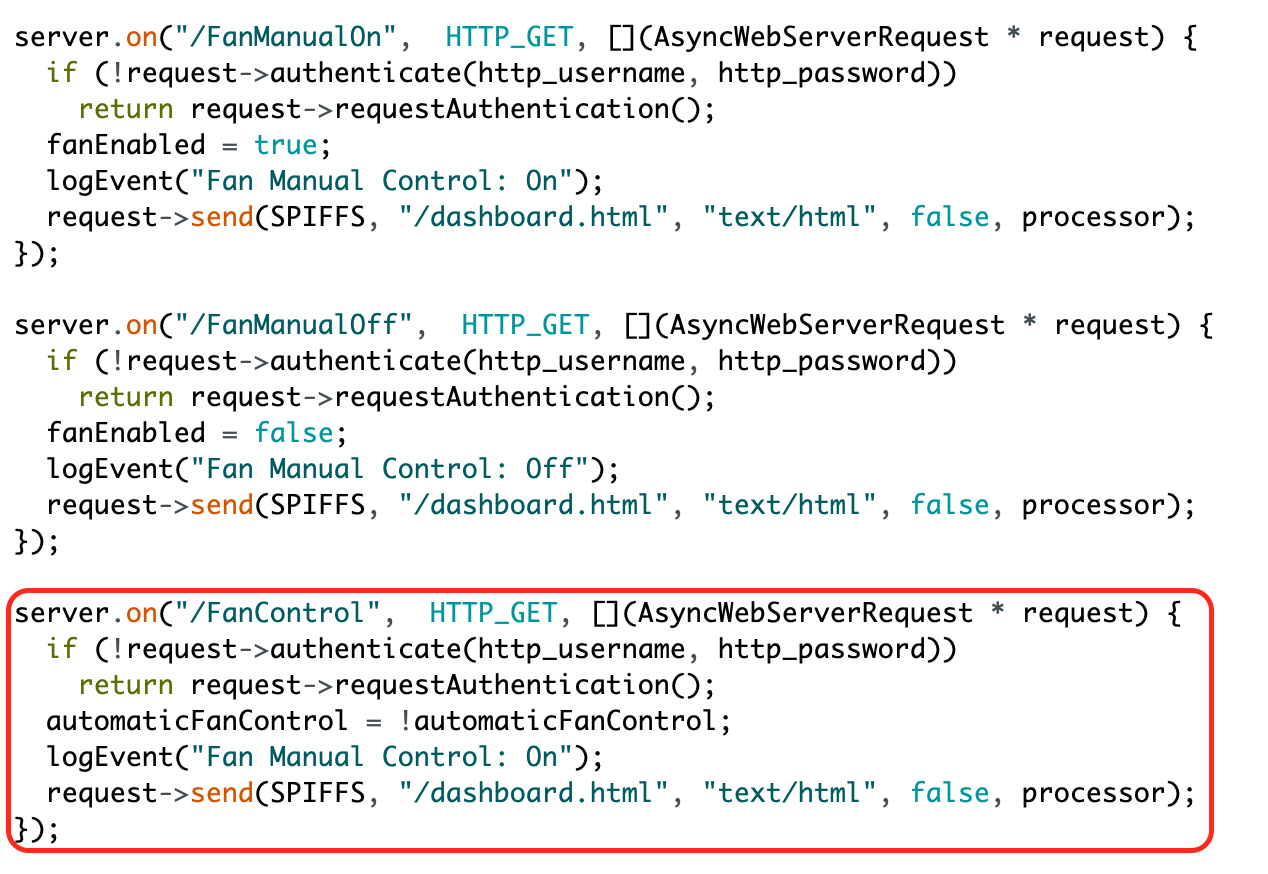 server.on("/FanManualOn",  HTTP_GET, [](AsyncWebServerRequest * request) {
  if (!request->authenticate(http_username, http_password))
    return request->requestAuthentication();
  fanEnabled = true;
  logEvent("Fan Manual Control: On");
  request->send(SPIFFS, "/dashboard.html", "text/html", false, processor);
});

server.on("/FanManualOff",  HTTP_GET, [](AsyncWebServerRequest * request) {
  if (!request->authenticate(http_username, http_password))
    return request->requestAuthentication();
  fanEnabled = false;
  logEvent("Fan Manual Control: Off");
  request->send(SPIFFS, "/dashboard.html", "text/html", false, processor);
});

server.on("/FanControl",  HTTP_GET, [](AsyncWebServerRequest * request) {
  if (!request->authenticate(http_username, http_password))
    return request->requestAuthentication();
  automaticFanControl = !automaticFanControl;
  logEvent("Fan Manual Control: On");
  request->send(SPIFFS, "/dashboard.html", "text/html", false, processor);
});